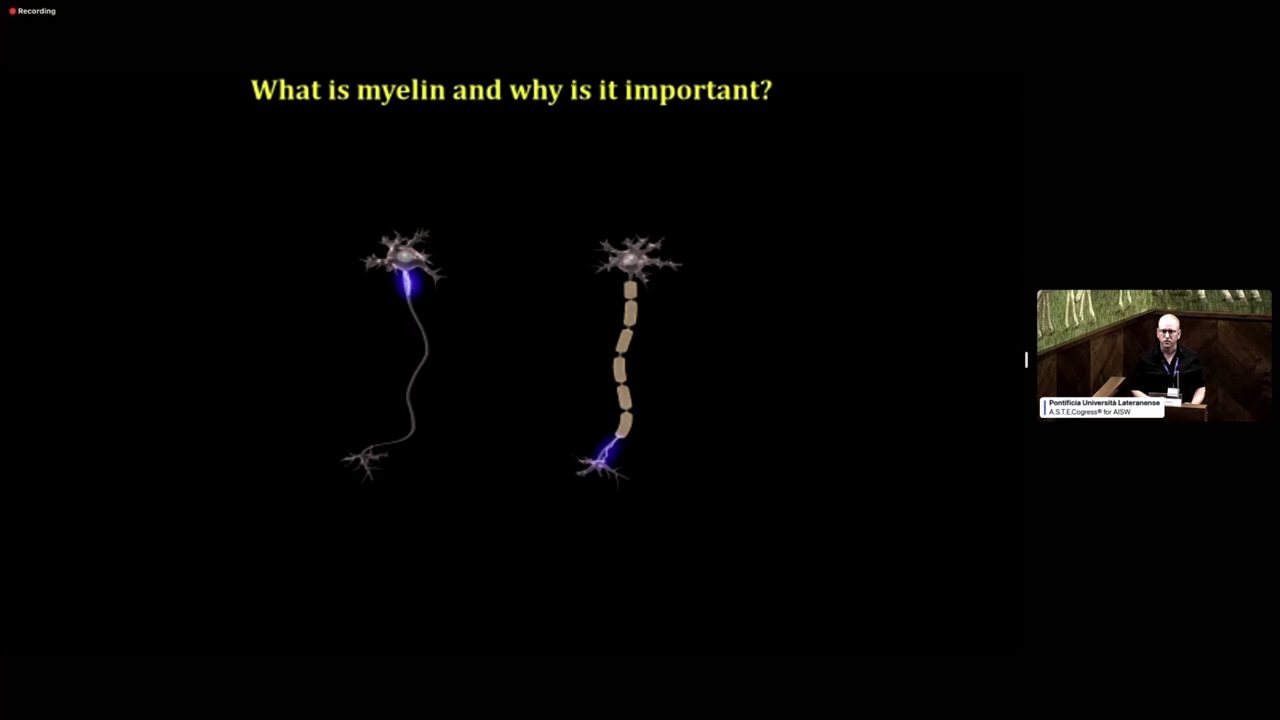 Recording
What is myelin and why is it important?
Pontificia Università Lateranense
A.S.T.E.Cogress® for AISW